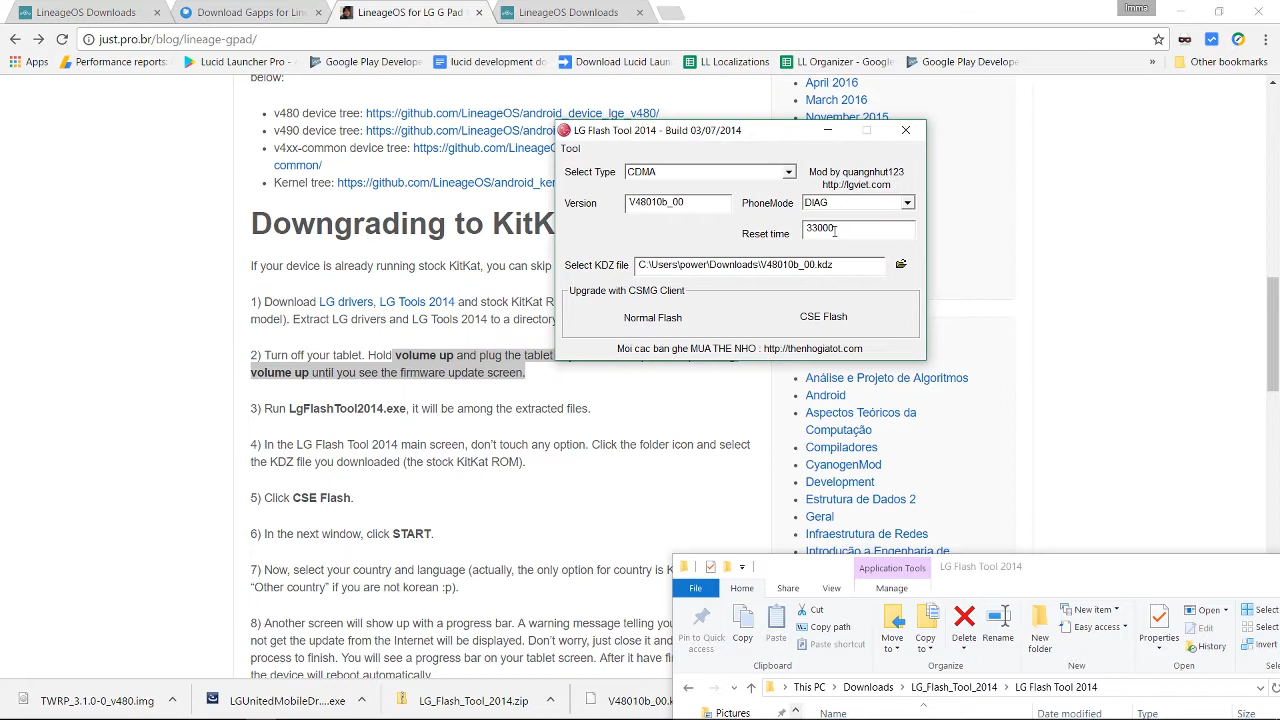 LineageOS Downloads
Download Gapps for Line
LineageOS for LG G Pad
LineageOS Downloads
Imma
just.pro.br/blog/lineage-gpad/
Apps
Performance reports:
Lucid Launcher Pro -
Google Play Develope
lucid development do
Download Lucid Laun
LL Localizations
LL Organizer - Google
Google Play Develope
»
Other bookmarks
below:
• v480 device tree: https://github.com/LineageOS/android_device_lge_v480/
• v490 device tree: https://github.com/LineageOS/andro
• v4xx-common device tree: https://github.com/LineageOS
common/
• Kernel tree: https://github.com/LineageOS/android_ker
Downgrading to KitK
If your device is already running stock KitKat, you can skip
1) Download LG drivers, LG Tools 2014 and stock KitKat R
model). Extract LG drivers and LG Tools 2014 to a directory
2) Turn off your tablet. Hold volume up and plug the tablet
volume up until you see the firmware update screen.
3) Run LgFlashTool2014.exe, it will be among the extracted files.
4) In the LG Flash Tool 2014 main screen, don't touch any option. Click the folder icon and select
the KDZ file you downloaded (the stock KitKat ROM).
5) Click CSE Flash.
6) In the next window, click START.
7) Now, select your country and language (actually, the only option for country is K
"Other country" if you are not korean :p).
8) Another screen will show up with a progress bar. A warning message telling you
not get the update from the Internet will be displayed. Don't worry, just close it and
process to finish. You will see a progress bar on your tablet screen. After it have fi
the device will reboot automatically.
• April 2016
• March 2016
• November 2015
• Análise e Projeto de Algoritmos
• Android
• Aspectos Teóricos da
Computação
• Compiladores
• CyanogenMod
• Development
• Estrutura de Dados 2
• Geral
• Infraestrutura de Redes
• Introdução a Engenharia de
LG Flash Tool 2014 - Build 03/07/2014
Tool
Select Type
CDMA
Mod by quangnhut123
http://lgviet.com
Version
V48010b_00
PhoneMode
DIAG
Reset time
33000
Select KDZ file
C:\Users\power\Downloads\V48010b_00.kdz
Upgrade with CSMG Client
Normal Flash
CSE Flash
Moi cac ban ghe MUA THE NHO : http://thenhogiatot.com
Application Tools
LG Flash Tool 2014
File
Home
Share
View
Manage
Pin to Quick
access
Copy
Paste
Cut
Copy path
Paste shortcut
Clipboard
Move
to
Copy
to
Delete
Rename
Organize
New
folder
New item
Easy access
New
Properties
Open
Edit
History
Open
Select
Select
Invert
This PC
Downloads
LG_Flash_Tool_2014
LG Flash Tool 2014
Pictures
Name
Date modified
Type
Size
TWRP_3.1.0-0_v480.img
LGUnitedMobileDr....exe
LG_Flash_Tool_2014.zip
V48010b_00.k